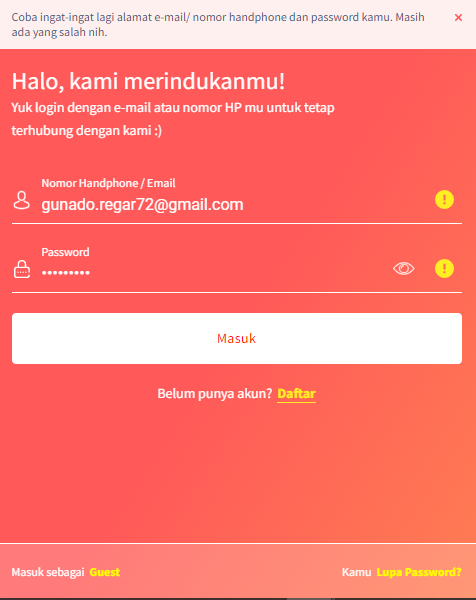 Coba ingat-ingat lagi alamat e-mail/ nomor handphone dan password kamu. Masih
ada yang salah nih.
Halo, kami merindukanmu!
Yuk login dengan e-mail atau nomor HP mu untuk tetap
terhubung dengan kami :)
Nomor Handphone / Email
gunado.regar72@gmail.com
Password
•••••••••
Masuk
Belum punya akun? Daftar
Masuk sebagai Guest
Kamu Lupa Password?